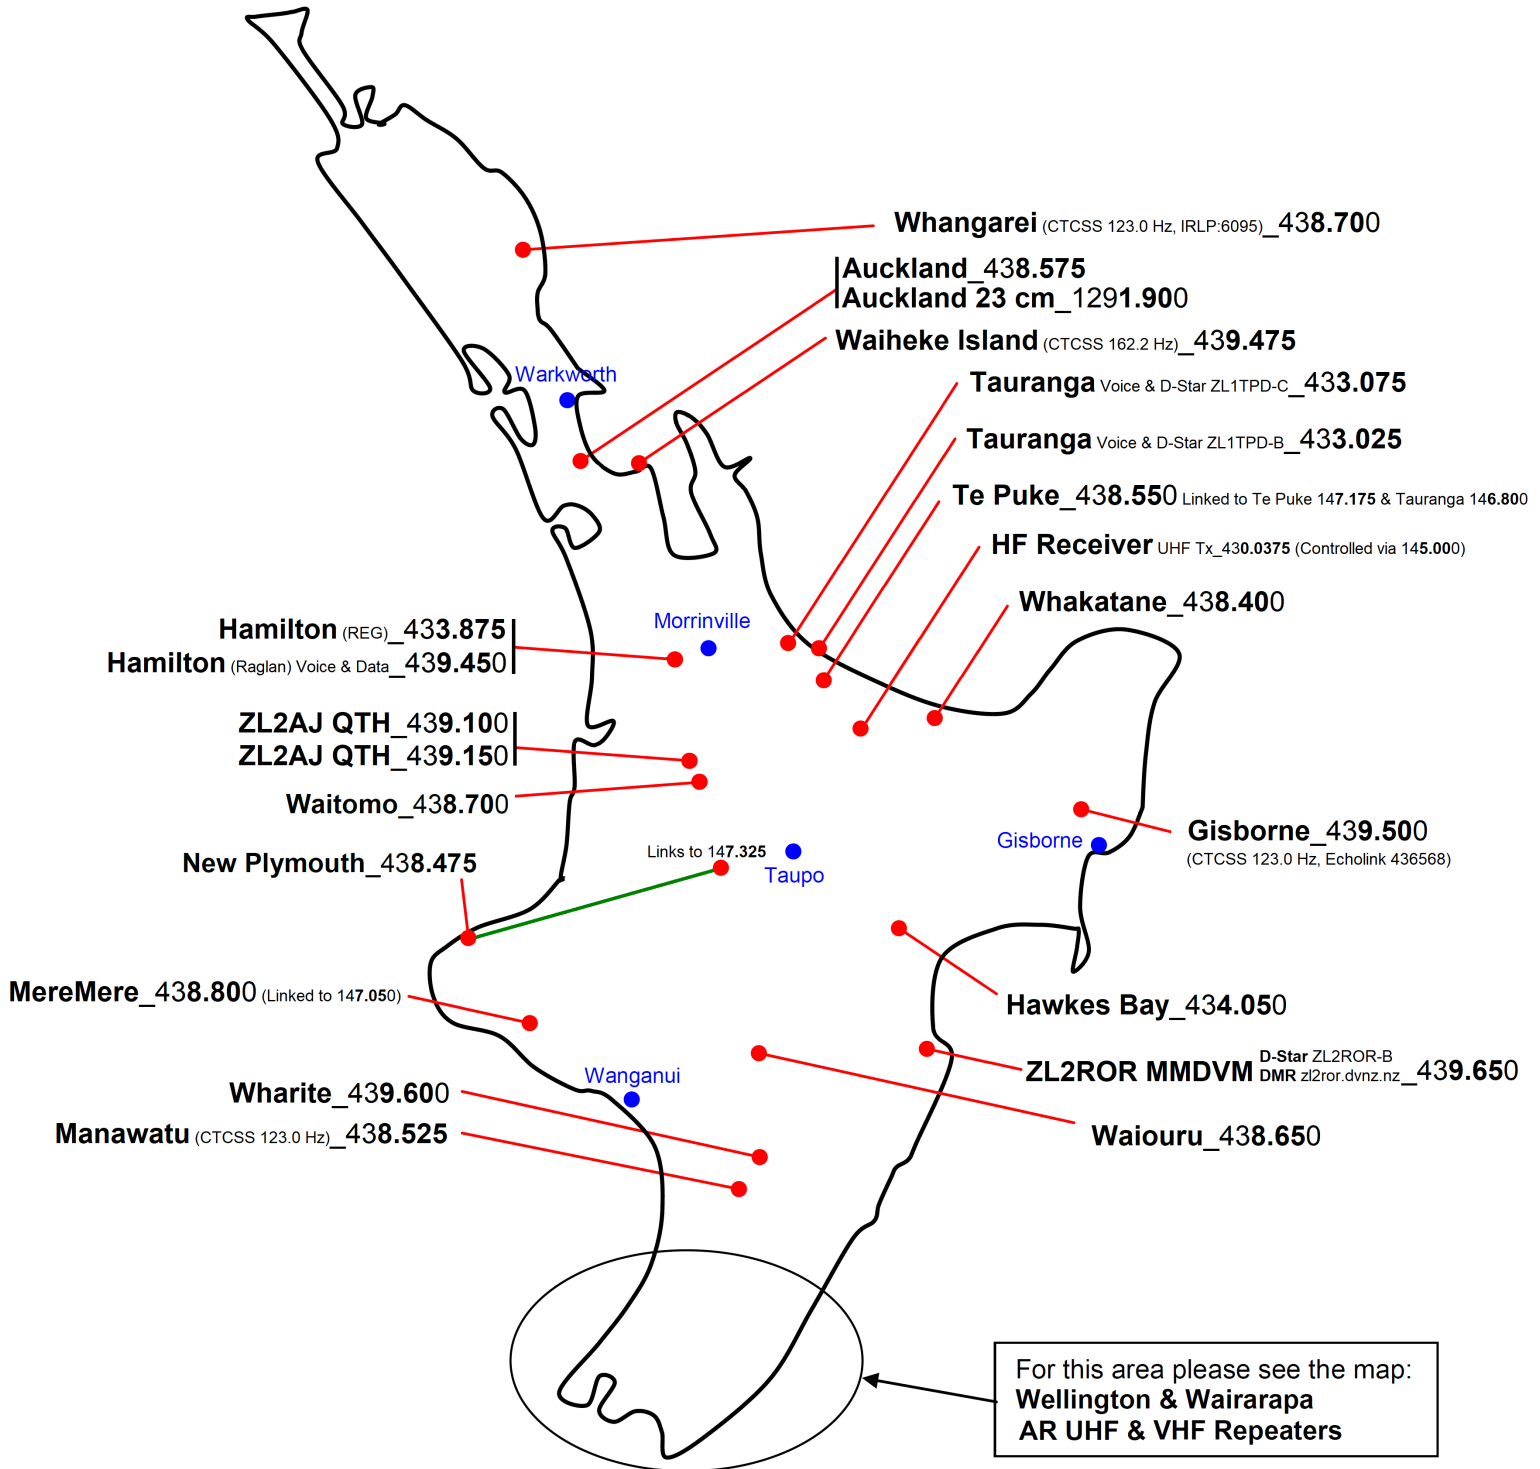 Whangarei (CTCSS 123.0 Hz, IRLP:6095)_438.700
Auckland_438.575
Auckland 23 cm_1291.900
Waiheke Island (CTCSS 162.2 Hz)_439.475
Warkworth
Tauranga Voice & D-Star ZL1TPD-C_433.075
Tauranga Voice & D-Star ZL1TPD-B_433.025
Te Puke_438.550 Linked to Te Puke 147.175 & Tauranga 146.800
HF Receiver UHF Tx_430.0375 (Controlled via 145.000)
Whakatane_438.400
Morrinville
Hamilton (REG)_433.875
Hamilton (Raglan) Voice & Data_439.450
ZL2AJ QTH_439.100
ZL2AJ QTH_439.150
Waitomo_438.700
Gisborne
Gisborne_439.500
(CTCSS 123.0 Hz, Echolink 436568)
Links to 147.325
Taupo
New Plymouth_438.475
MereMere_438.800 (Linked to 147.050)
Hawkes Bay_434.050
ZL2ROR MMDVM D-Star ZL2ROR-B
DMR zl2ror.dvnz.nz_439.650
Wanganui
Wharite_439.600
Manawatu (CTCSS 123.0 Hz)_438.525
Waiouru_438.650
For this area please see the map:
Wellington & Wairarapa
AR UHF & VHF Repeaters